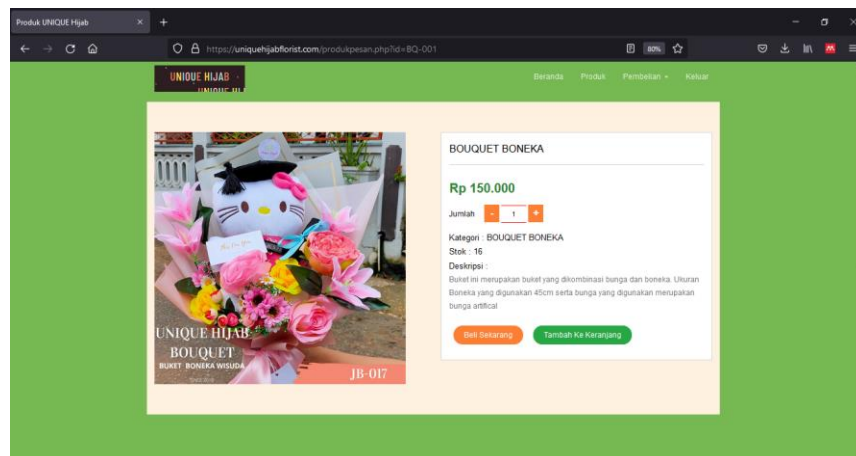 Produk UNIQUE Hijab
https://uniquehijabflorist.com/produkpesan.php?id=BQ-001
80%
UNIQUE HIJAB
Beranda Produk Pembelian Keluar
BOUQUET BONEKA
Rp 150.000
Jumlah - 1 +
Kategori : BOUQUET BONEKA
Stok : 16
Deskripsi :
Buket ini merupakan buket yang dikombinasi bunga dan boneka. Ukuran
Boneka yang digunakan 45cm serta bunga yang digunakan merupakan
bunga artifical
Beli Sekarang Tambah Ke Keranjang
UNIQUE HIJAB
BOUQUET
BUKET BONEKA WISUDA
JB-017